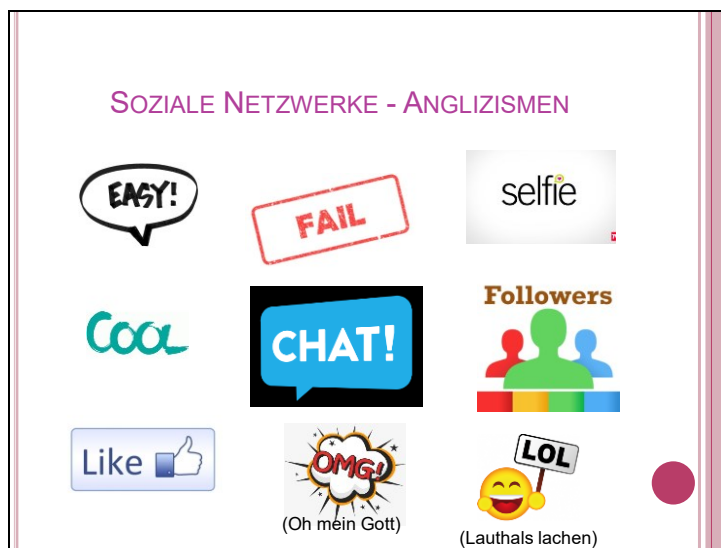 SOZIALE NETZWERKE - ANGLIZISMEN
EASY!
FAIL
selfie
COOL
CHAT!
Followers
Like
OMG!
LOL
(Oh mein Gott)
(Lauthals lachen)